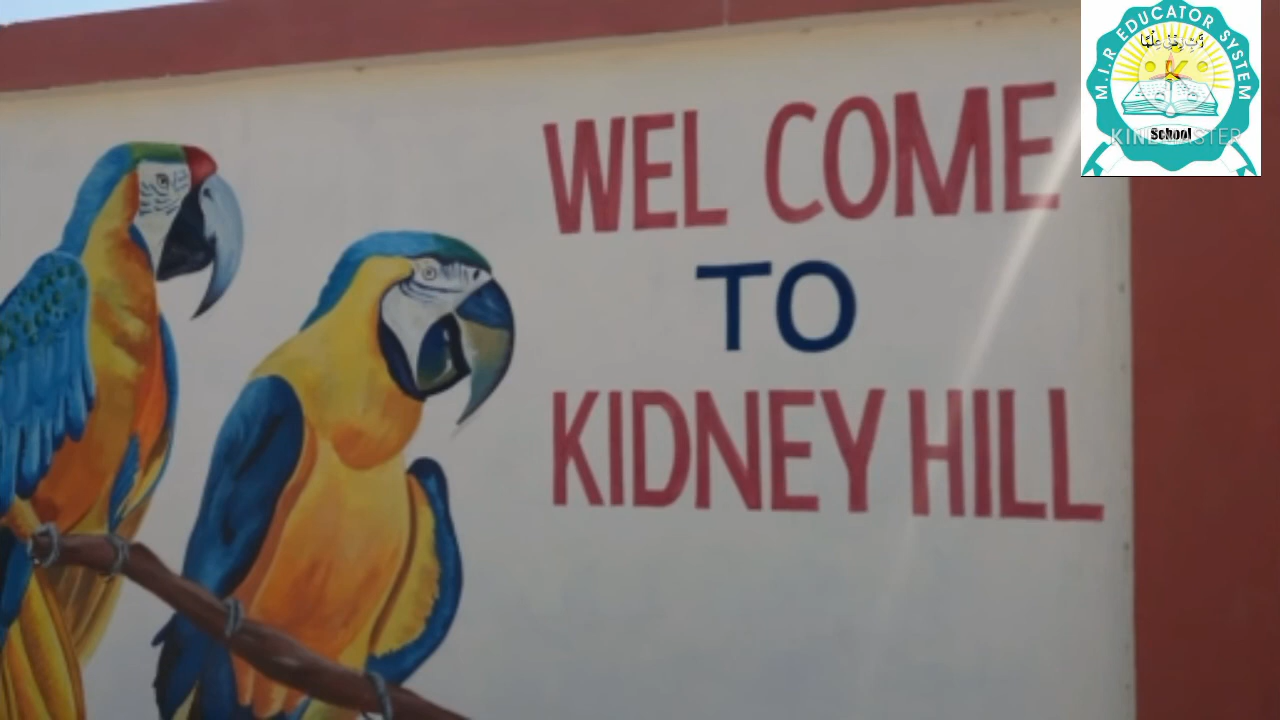 WEL COME
TO
KIDNEY HILL
M.I.R EDUCATOR SYSTEM
School
KINEMASTER